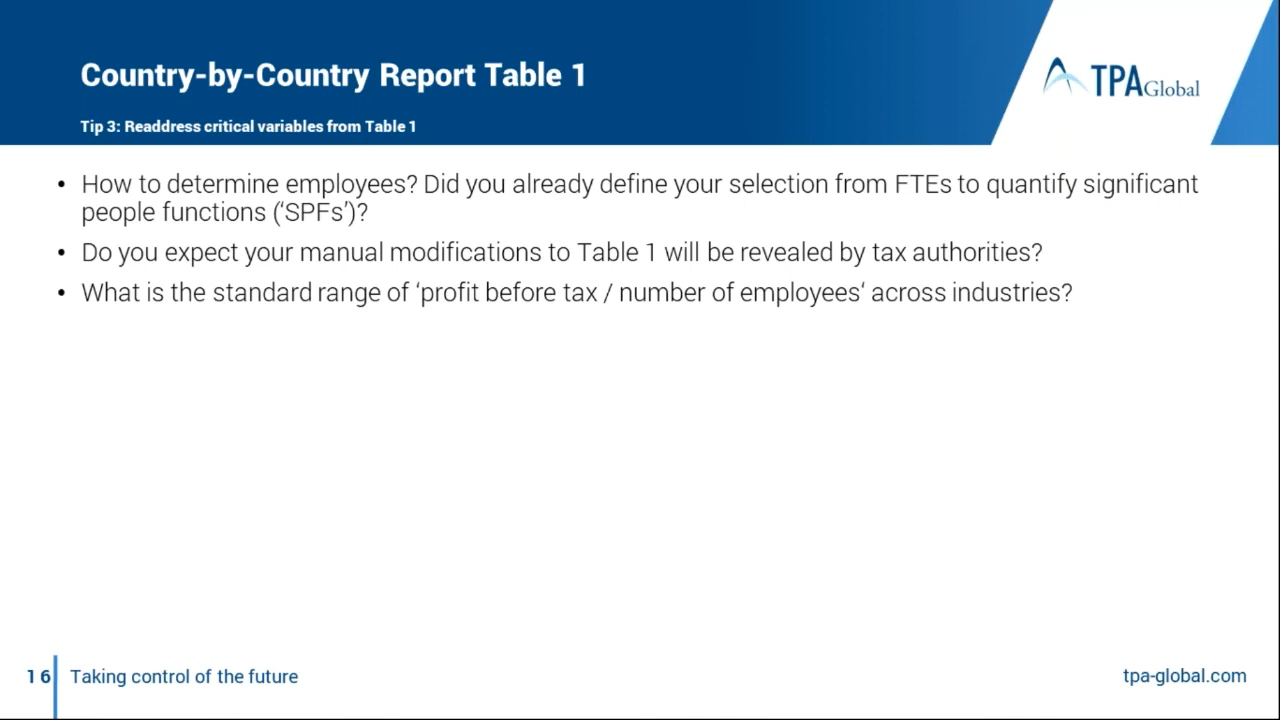 Country-by-Country Report Table 1
TPA Global
Tip 3: Readdress critical variables from Table 1
• How to determine employees? Did you already define your selection from FTEs to quantify significant
people functions (‘SPFs’)?
• Do you expect your manual modifications to Table 1 will be revealed by tax authorities?
• What is the standard range of ‘profit before tax / number of employees‘ across industries?
16 Taking control of the future
tpa-global.com